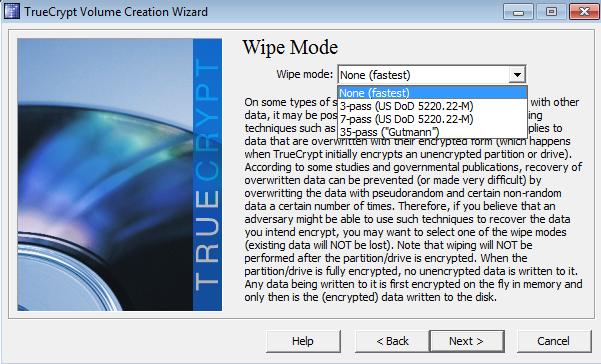 TrueCrypt Volume Creation Wizard
TRUECRYPT
Wipe Mode
Wipe mode: None (fastest)
None (fastest)
3-pass (US DoD 5220.22-M)
7-pass (US DoD 5220.22-M)
35-pass ("Gutmann")
On some types of s with other
data, it may be pos ing
techniques such as plies to
data that are overwritten with their encrypted form (which happens
when TrueCrypt initially encrypts an unencrypted partition or drive).
According to some studies and governmental publications, recovery of
overwritten data can be prevented (or made very difficult) by
overwritting the data with pseudorandom and certain non-random
data a certain number of times. Therefore, if you believe that an
adversary might be able to use such techniques to recover the data
you intend encrypt, you may want to select one of the wipe modes
(existing data will NOT be lost). Note that wiping will NOT be
performed after the partition/drive is encrypted. When the
partition/drive is fully encrypted, no unencrypted data is written to it.
Any data being written to it is first encrypted on the fly in memory and
only then is the (encrypted) data written to the disk.
Help
< Back
Next >
Cancel